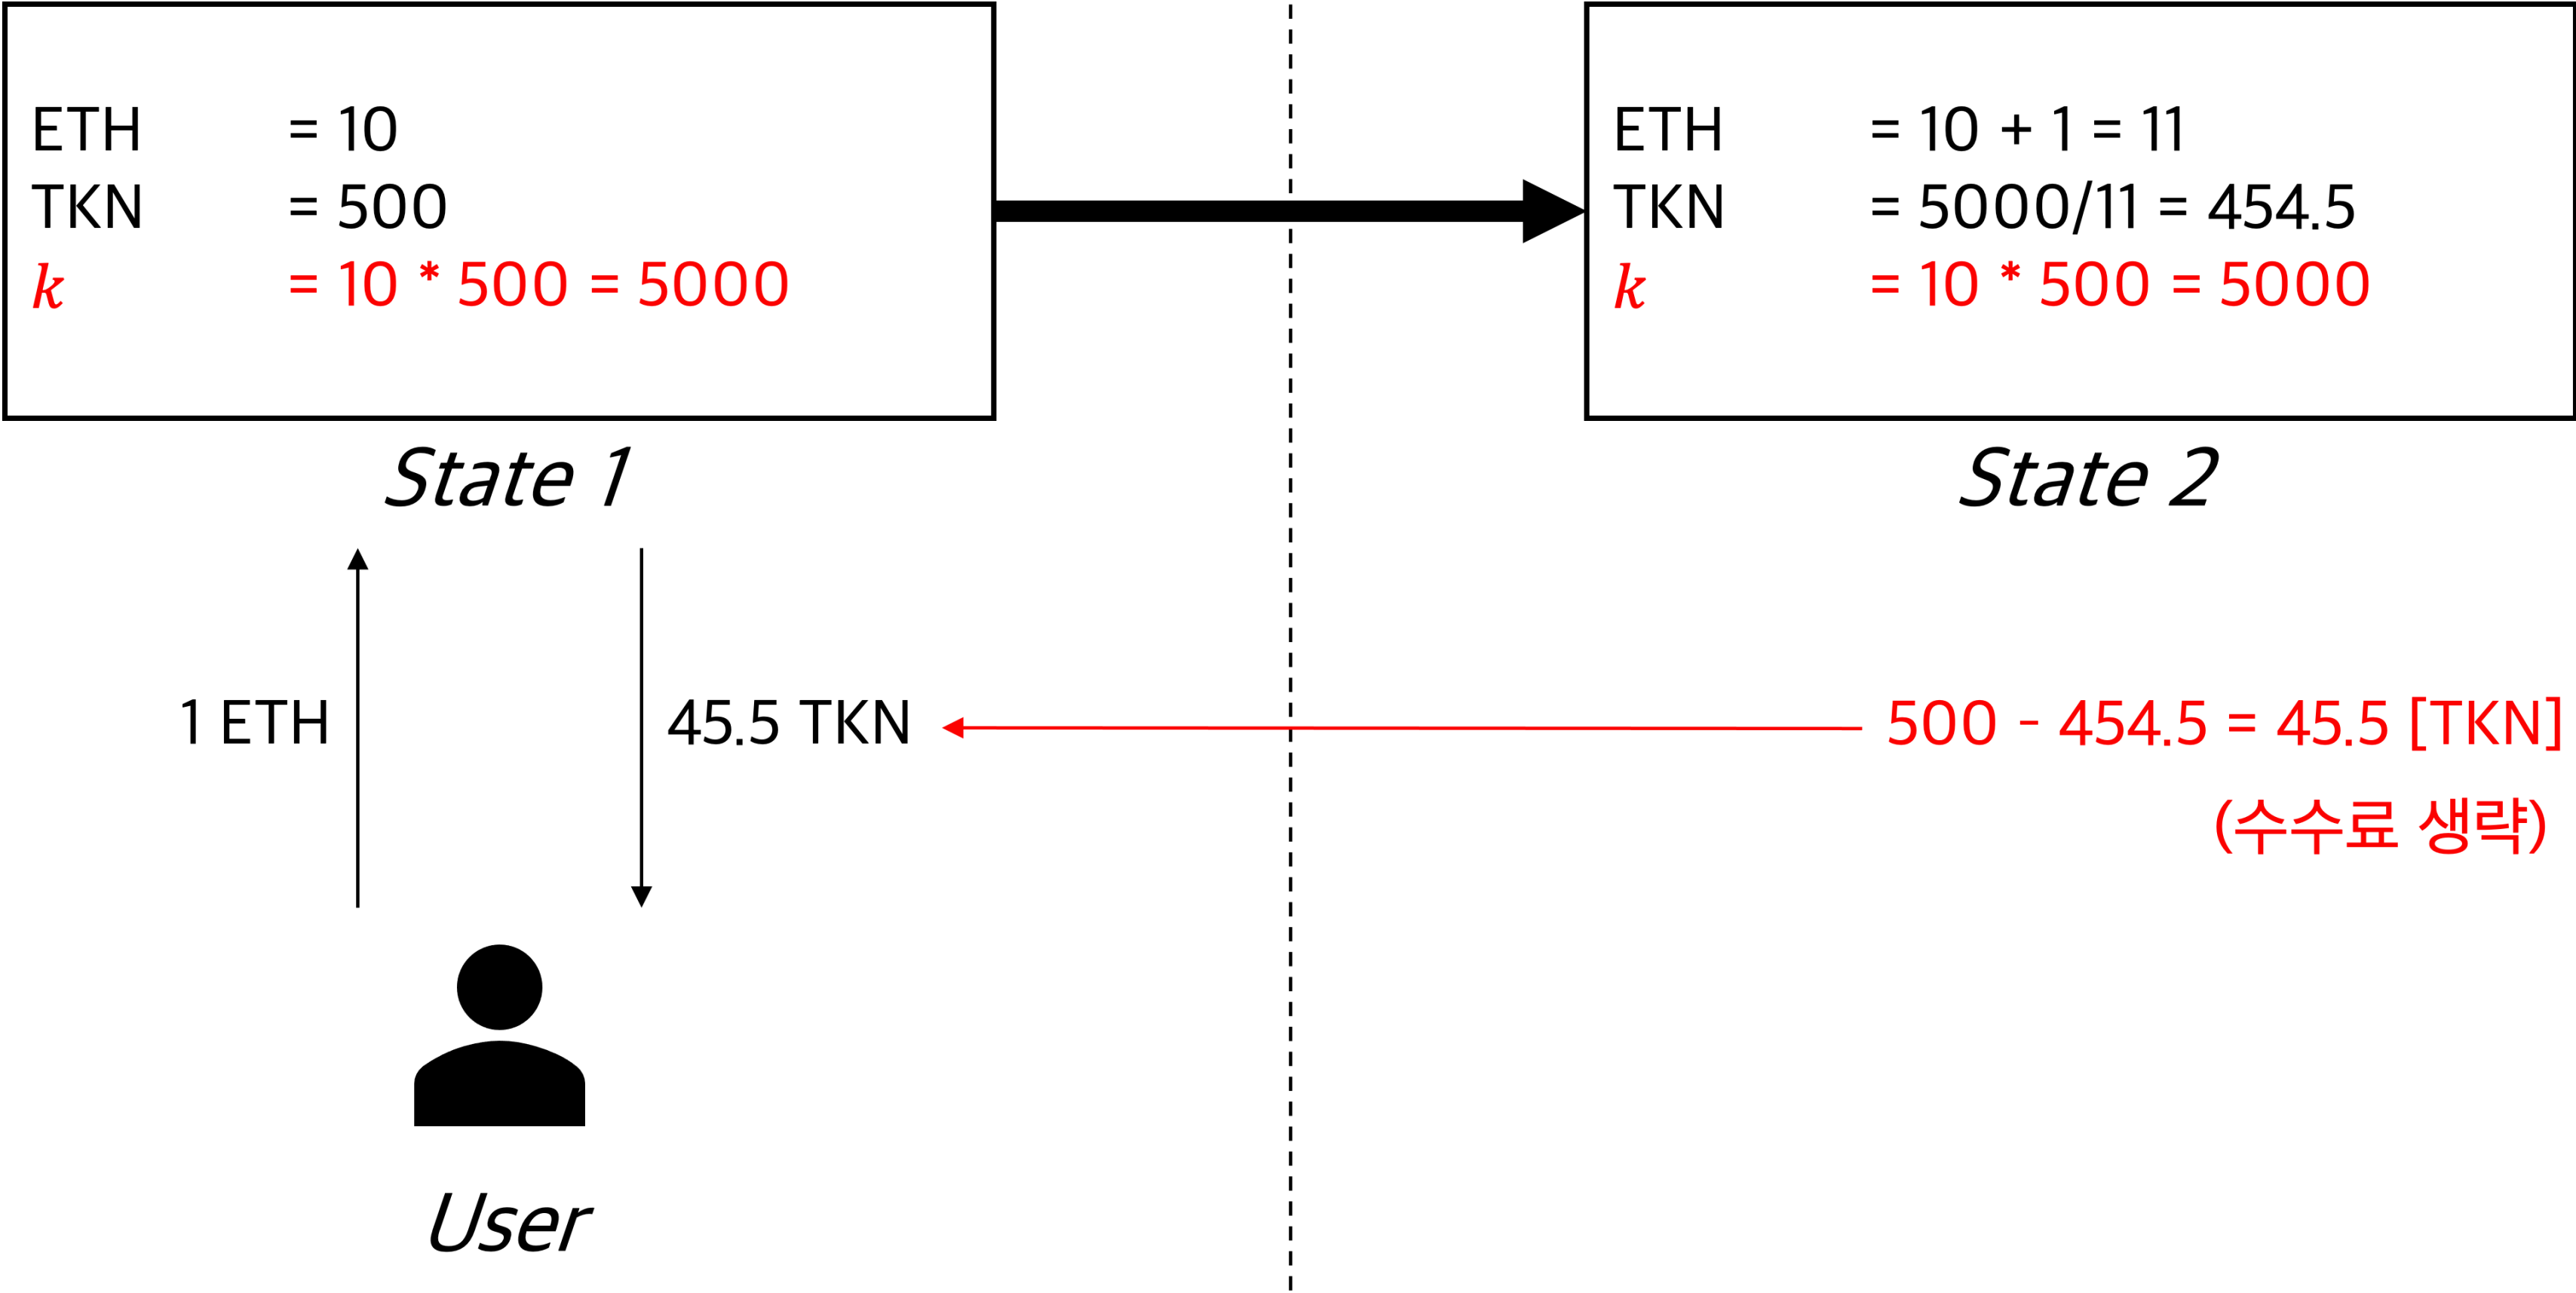 ETH = 10
TKN = 500
k = 10 * 500 = 5000
State 1
ETH = 10 + 1 = 11
TKN = 5000/11 = 454.5
k = 10 * 500 = 5000
State 2
1 ETH
45.5 TKN
500 - 454.5 = 45.5 [TKN]
(수수료 생략)
User